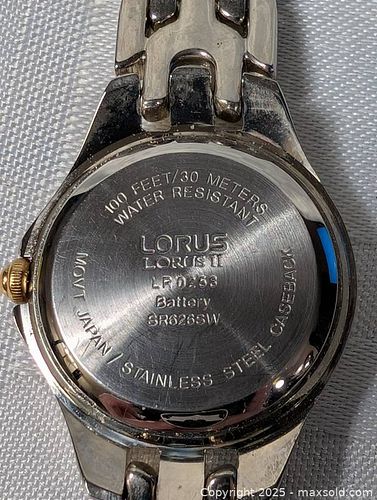 100 FEET/30 METERS
WATER RESISTANT
LORUS
LORUS II
LR0253
Battery
SR626SW
MOVT JAPAN / STAINLESS STEEL CASEBACK
Copyright 2025 - maxsold.com